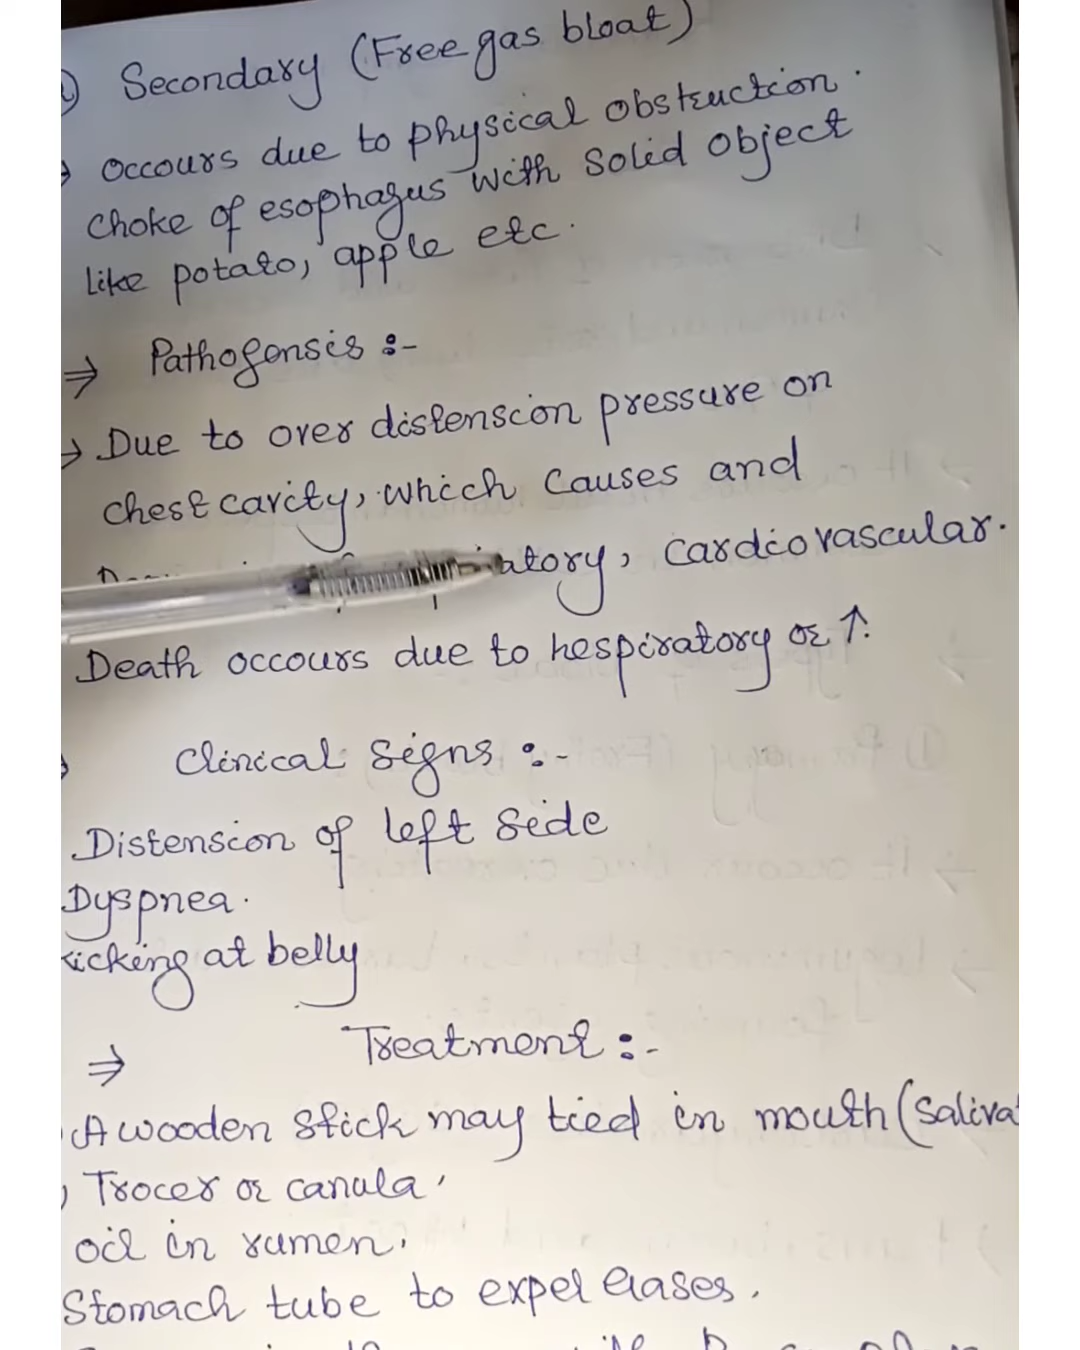 Secondary (Free gas bloat)
→ occours due to physical obstruction.
choke of esophagus with solid object
like potato, apple etc.
⇒ Pathogensis :-
→ Due to over distension pressure on
chest cavity, which causes and
atory, cardiovascular.
Death occours due to respiratory or ↑.
Clinical signs :-
Distension of left side
Dyspnea.
kicking at belly
⇒ Treatment :-
A wooden stick may tied in mouth (saliva
Trocer or canula,
oil in rumen.
Stomach tube to expel Gases.